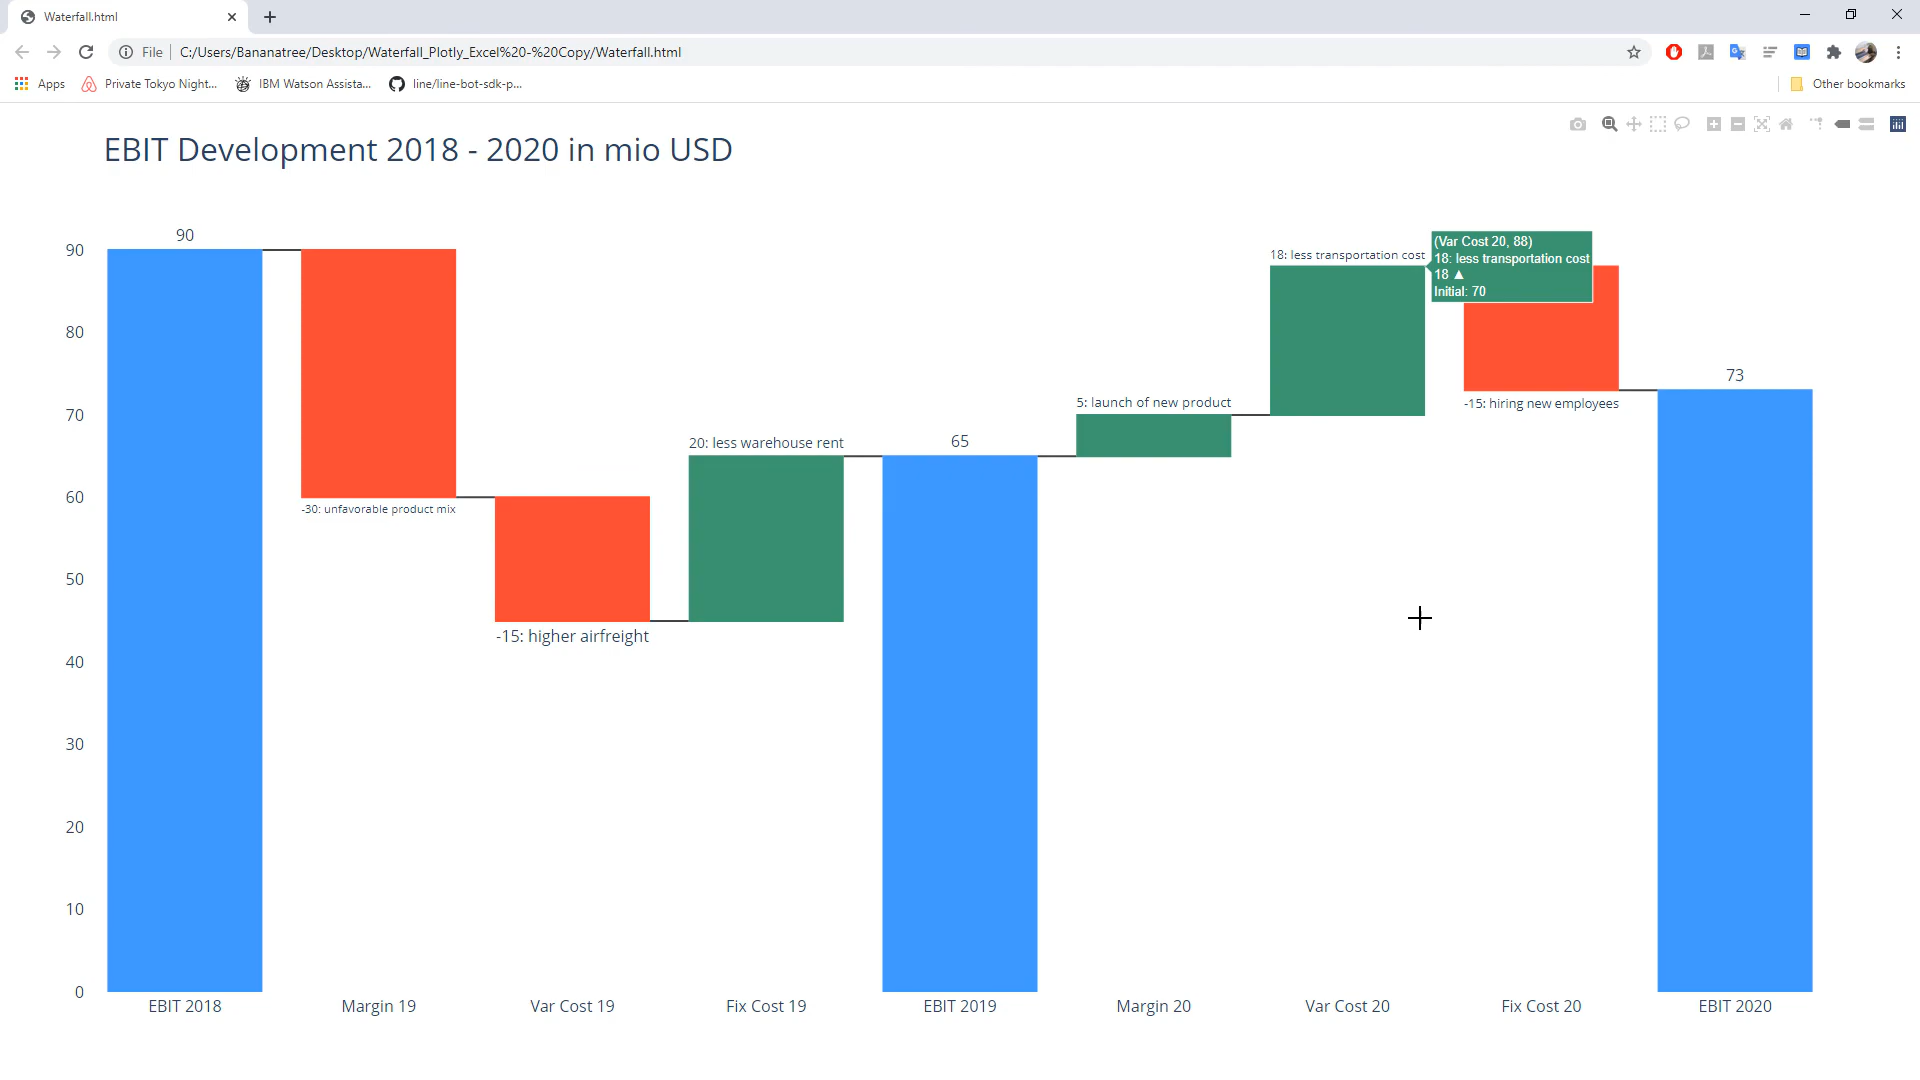 Waterfall.html
File
C:/Users/Bananatree/Desktop/Waterfall_Plotly_Excel%20-%20Copy/Waterfall.html
Apps
Private Tokyo Night...
IBM Watson Assista...
line/line-bot-sdk-p...
Other bookmarks
EBIT Development 2018 - 2020 in mio USD
90
18: less transportation cost
(Var Cost 20, 88)
18: less transportation cost
18 ▲
Initial: 70
73
-15: hiring new employees
5: launch of new product
65
20: less warehouse rent
-30: unfavorable product mix
-15: higher airfreight
90
80
70
60
50
40
30
20
10
0
EBIT 2018
Margin 19
Var Cost 19
Fix Cost 19
EBIT 2019
Margin 20
Var Cost 20
Fix Cost 20
EBIT 2020